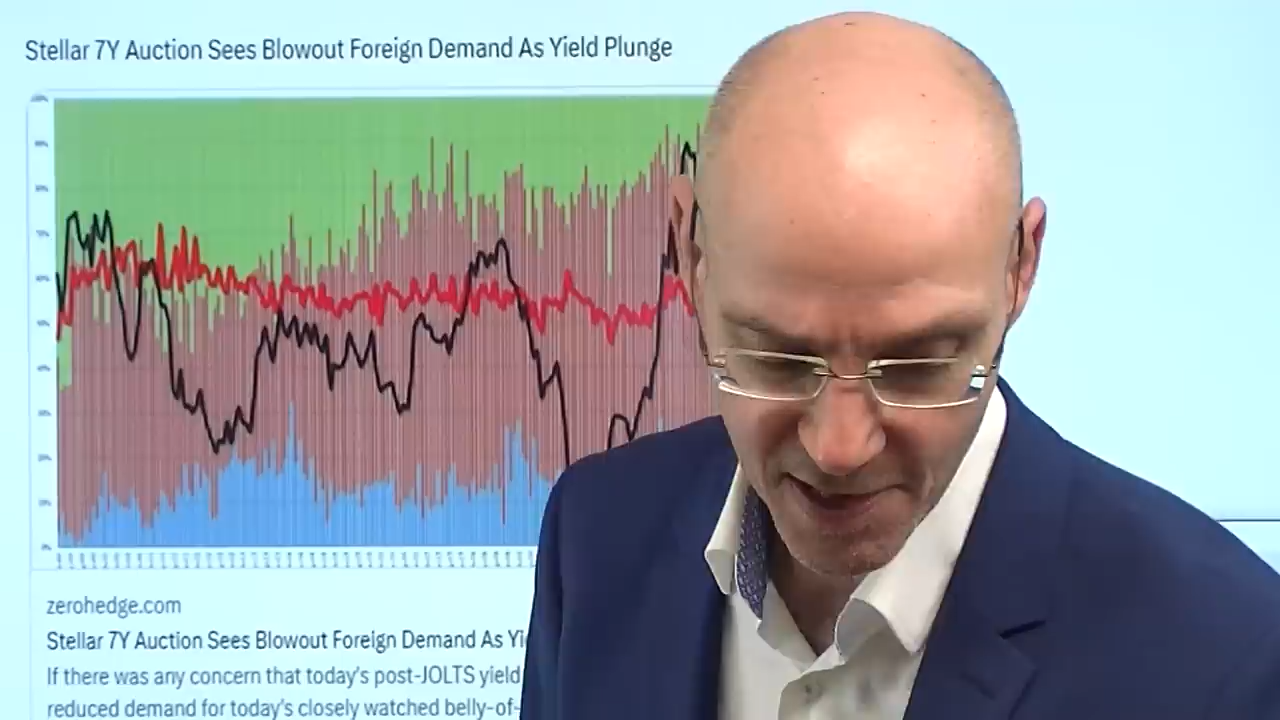 Stellar 7Y Auction Sees Blowout Foreign Demand As Yield Plunge
zerohedge.com
Stellar 7Y Auction Sees Blowout Foreign Demand As Yi
If there was any concern that today's post-JOLTS yield
reduced demand for today's closely watched belly-of-